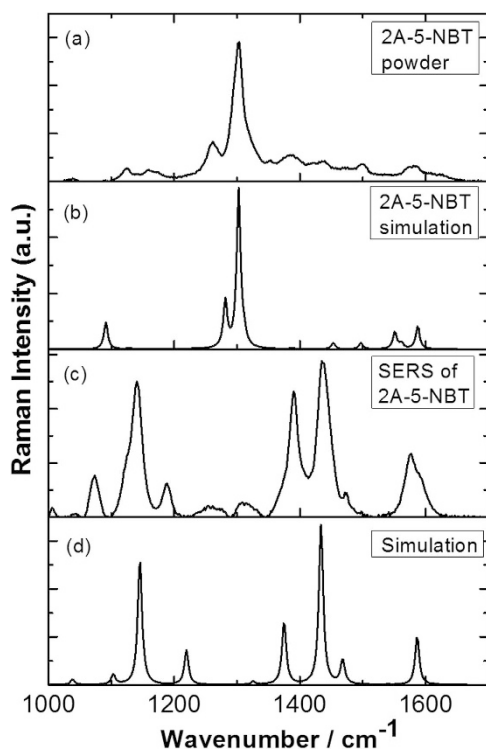 (a)
2A-5-NBT
powder
(b)
2A-5-NBT
simulation
(c)
SERS of
2A-5-NBT
(d)
Simulation
Raman Intensity (a.u.)
1000 1200 1400 1600
Wavenumber / cm⁻¹